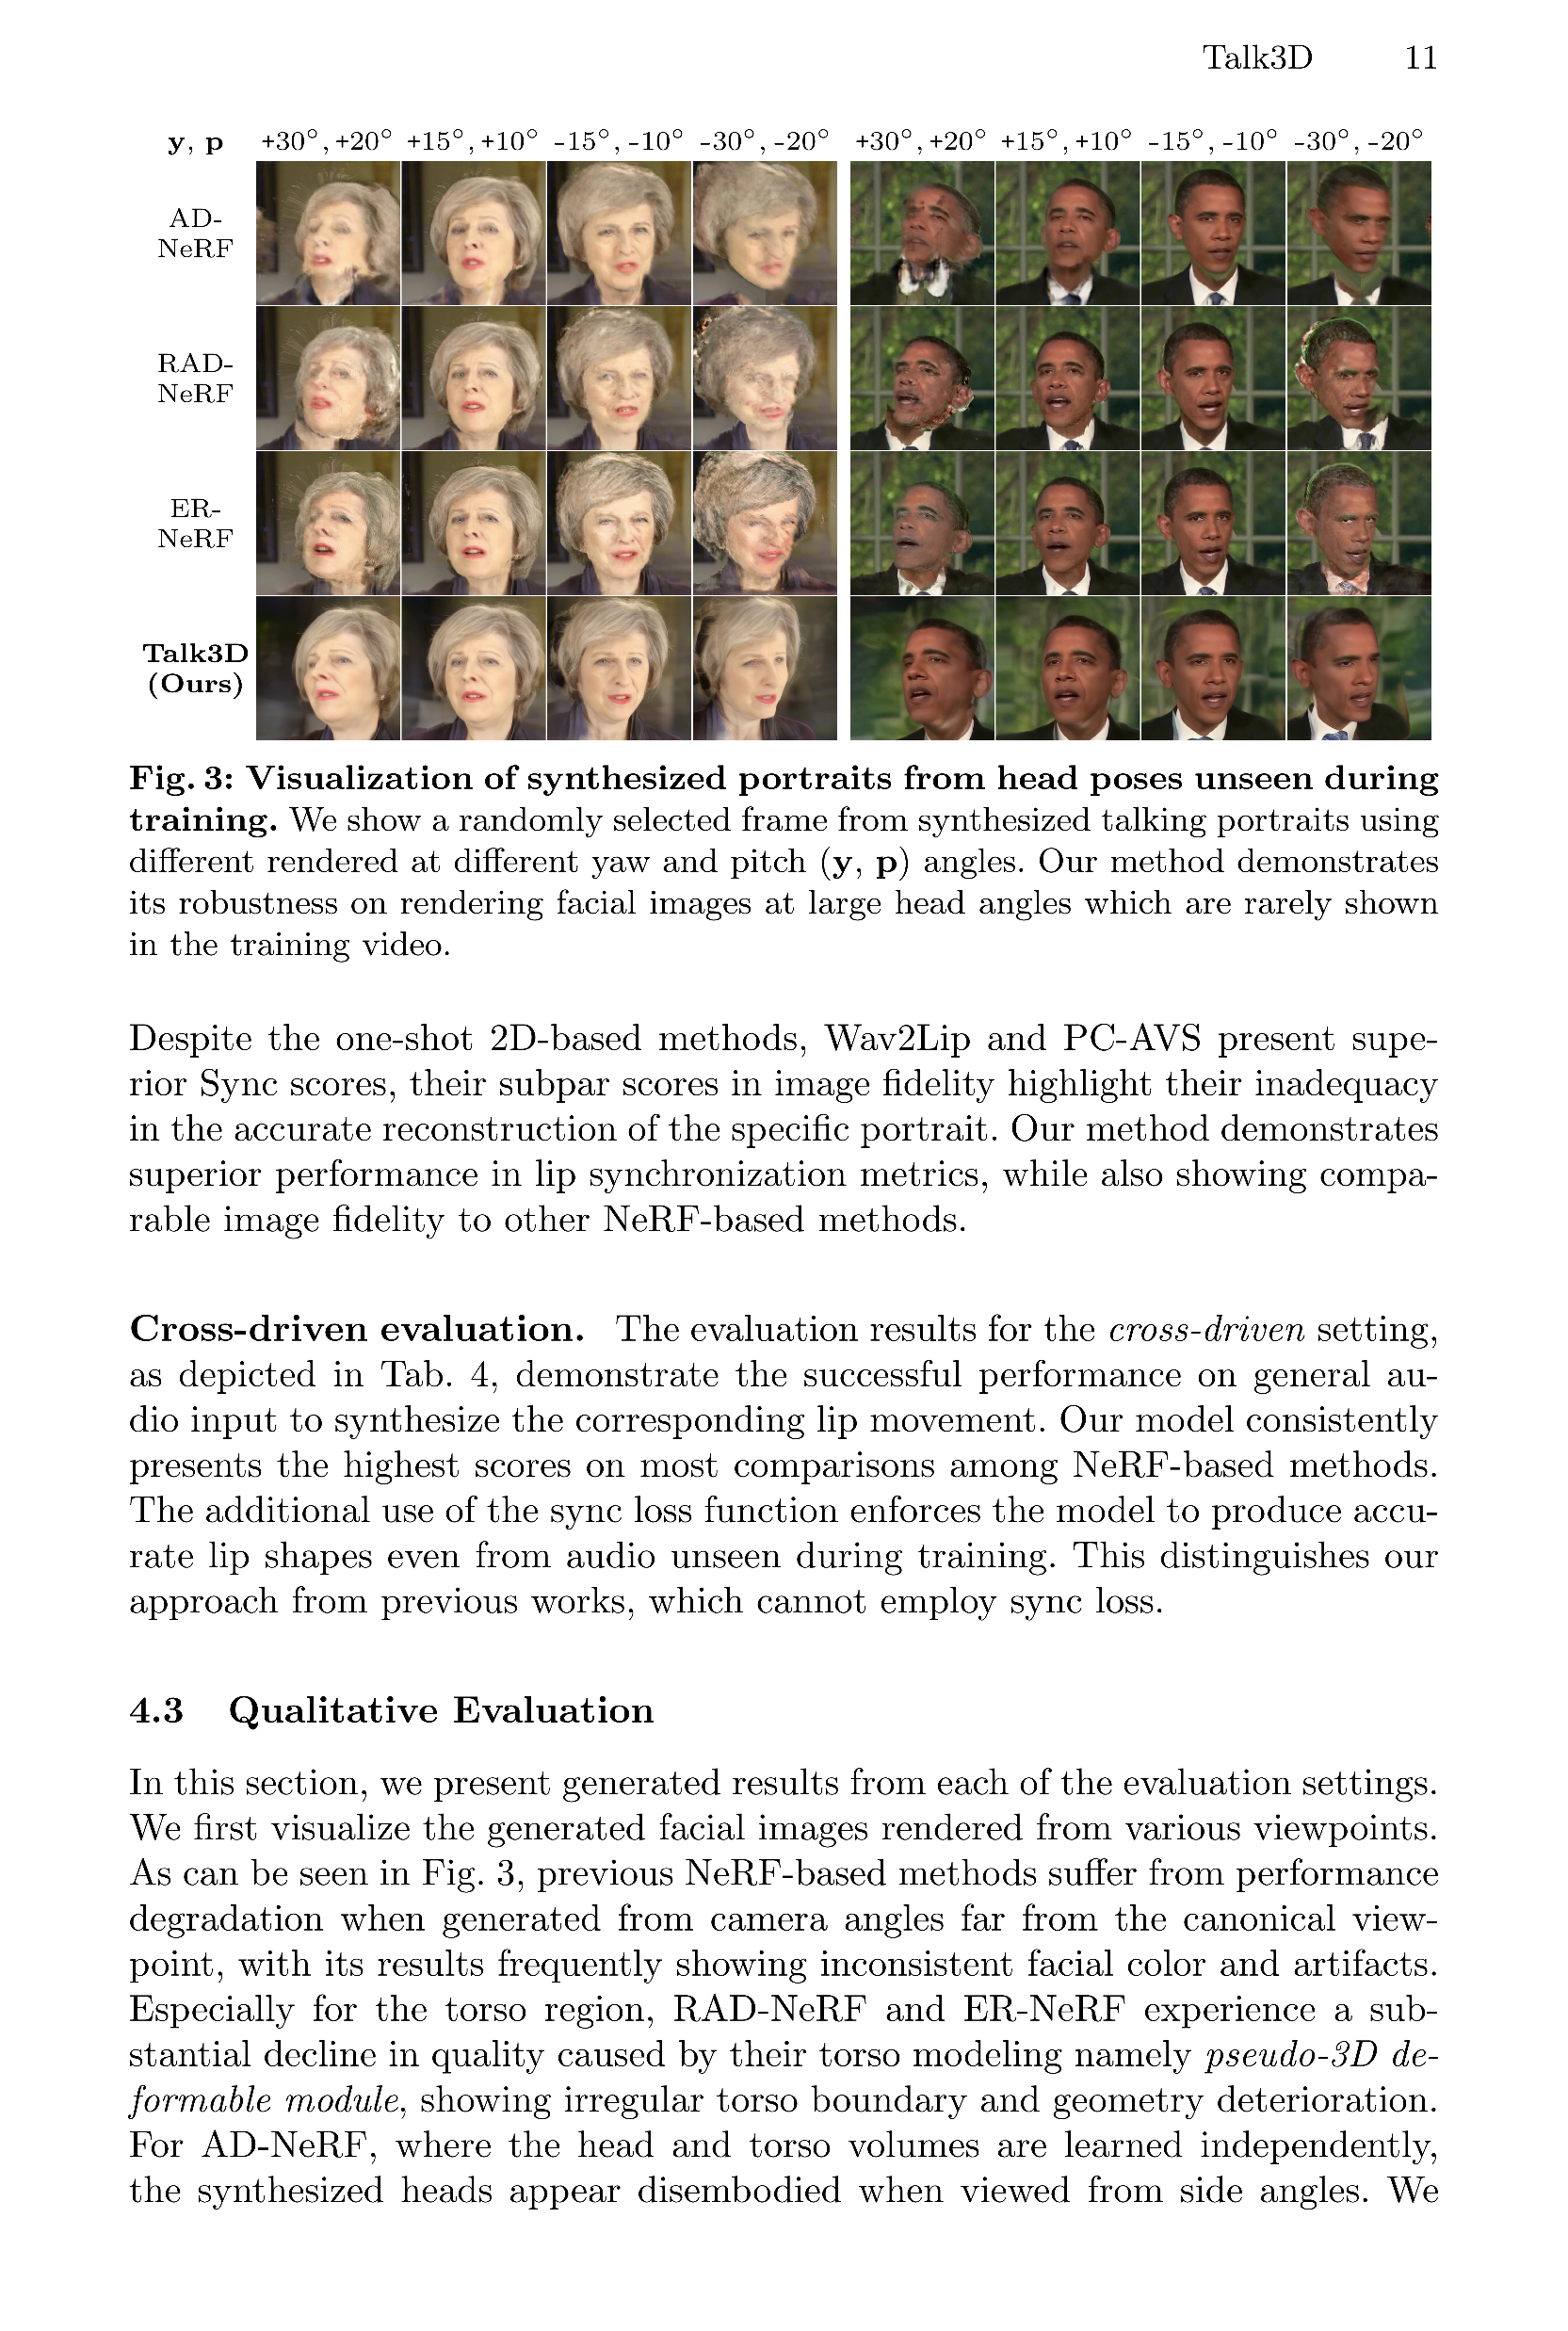 Talk3D 11
y, p +30°, +20° +15°, +10° -15°, -10° -30°, -20° +30°, +20° +15°, +10° -15°, -10° -30°, -20°
AD-
NeRF
RAD-
NeRF
ER-
NeRF
Talk3D
(Ours)
Fig. 3: Visualization of synthesized portraits from head poses unseen during
training. We show a randomly selected frame from synthesized talking portraits using
different rendered at different yaw and pitch (y, p) angles. Our method demonstrates
its robustness on rendering facial images at large head angles which are rarely shown
in the training video.
Despite the one-shot 2D-based methods, Wav2Lip and PC-AVS present supe-
rior Sync scores, their subpar scores in image fidelity highlight their inadequacy
in the accurate reconstruction of the specific portrait. Our method demonstrates
superior performance in lip synchronization metrics, while also showing compa-
rable image fidelity to other NeRF-based methods.
Cross-driven evaluation. The evaluation results for the cross-driven setting,
as depicted in Tab. 4, demonstrate the successful performance on general au-
dio input to synthesize the corresponding lip movement. Our model consistently
presents the highest scores on most comparisons among NeRF-based methods.
The additional use of the sync loss function enforces the model to produce accu-
rate lip shapes even from audio unseen during training. This distinguishes our
approach from previous works, which cannot employ sync loss.
4.3 Qualitative Evaluation
In this section, we present generated results from each of the evaluation settings.
We first visualize the generated facial images rendered from various viewpoints.
As can be seen in Fig. 3, previous NeRF-based methods suffer from performance
degradation when generated from camera angles far from the canonical view-
point, with its results frequently showing inconsistent facial color and artifacts.
Especially for the torso region, RAD-NeRF and ER-NeRF experience a sub-
stantial decline in quality caused by their torso modeling namely pseudo-3D de-
formable module, showing irregular torso boundary and geometry deterioration.
For AD-NeRF, where the head and torso volumes are learned independently,
the synthesized heads appear disembodied when viewed from side angles. We